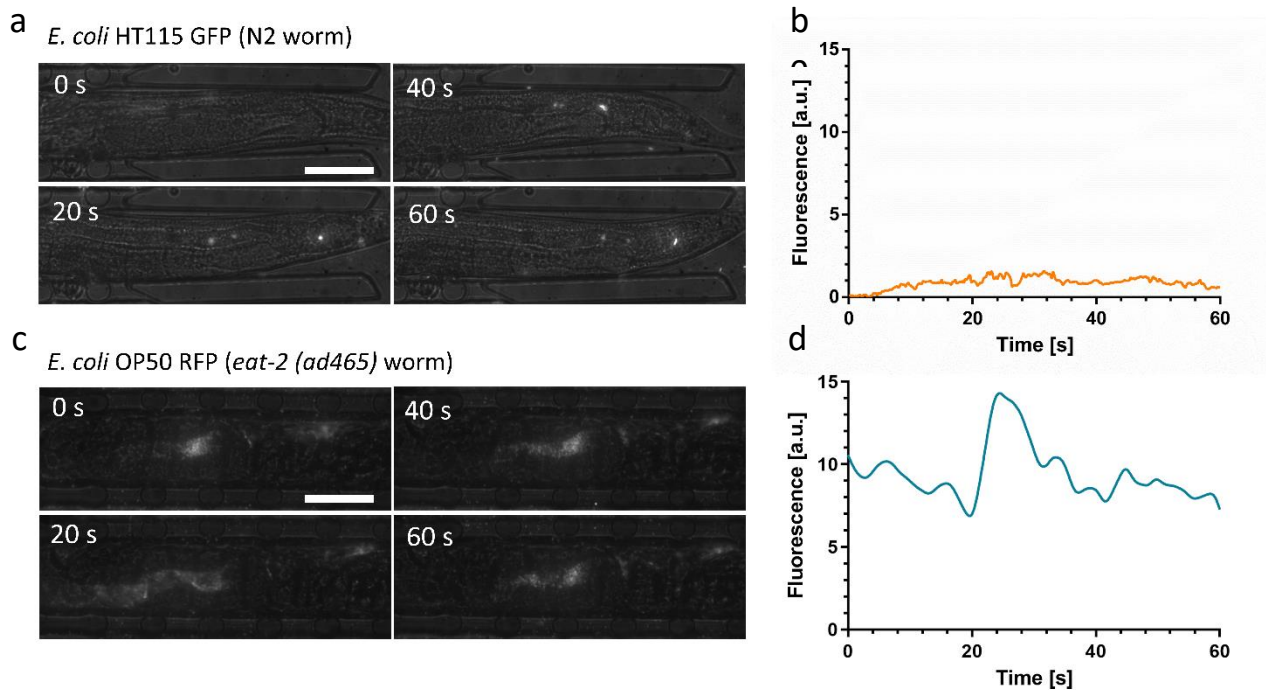 a
E. coli HT115 GFP (N2 worm)
0 s
40 s
20 s
60 s
b
Fluorescence [a.u.]
15
10
5
0
0 20 40 60
Time [s]
c
E. coli OP50 RFP (eat-2 (ad465) worm)
0 s
40 s
20 s
60 s
d
Fluorescence [a.u.]
15
10
5
0
0 20 40 60
Time [s]